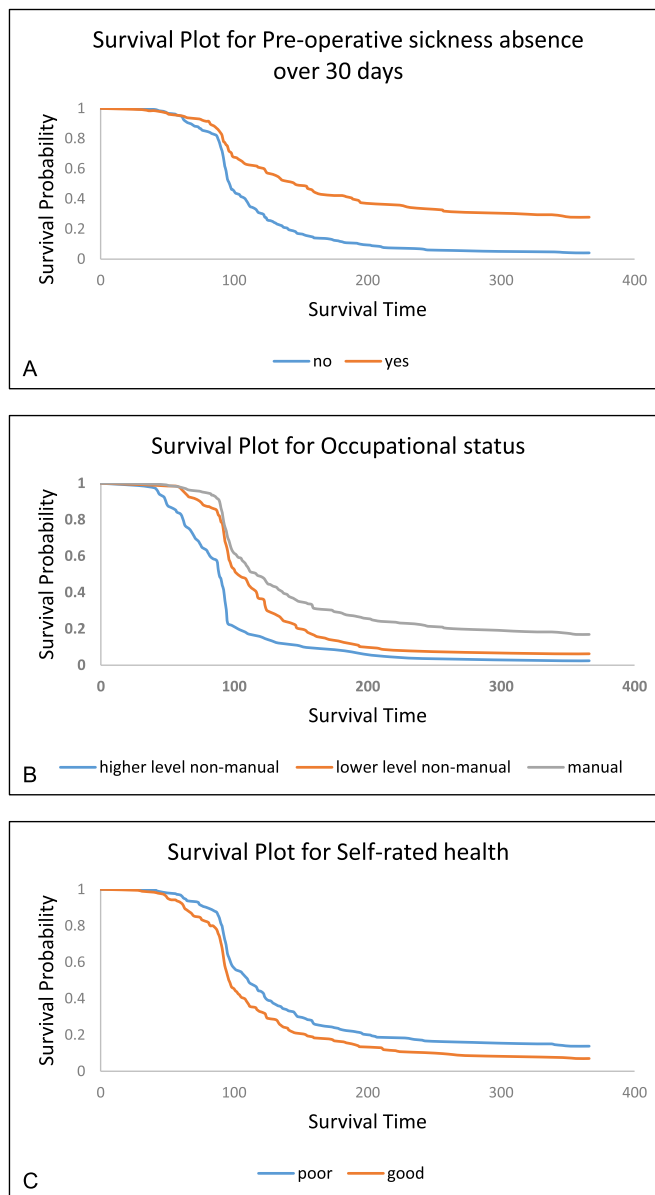 Survival Plot for Pre-operative sickness absence
over 30 days
Survival Probability
1
0.8
0.6
0.4
0.2
0
0 100 200 300 400
Survival Time
no yes
A
Survival Plot for Occupational status
Survival Probability
1
0.8
0.6
0.4
0.2
0
0 100 200 300 400
Survival Time
higher level non-manual lower level non-manual manual
B
Survival Plot for Self-rated health
Survival Probability
1
0.8
0.6
0.4
0.2
0
0 100 200 300 400
Survival Time
poor good
C